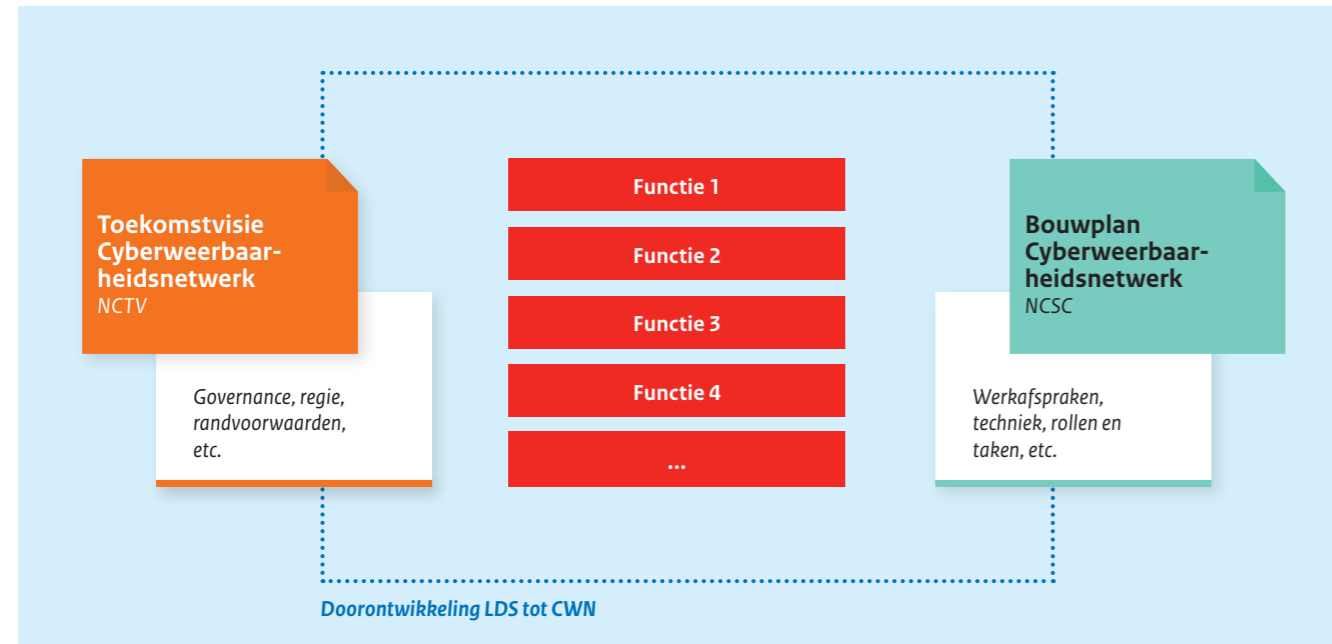 Toekomstvisie
Cyberweerbaar-
heidsnetwerk
NCTV
Governance, regie,
randvoorwaarden,
etc.
Functie 1
Functie 2
Functie 3
Functie 4
...
Bouwplan
Cyberweerbaar-
heidsnetwerk
NCSC
Werkafspraken,
techniek, rollen en
taken, etc.
Doorontwikkeling LDS tot CWN